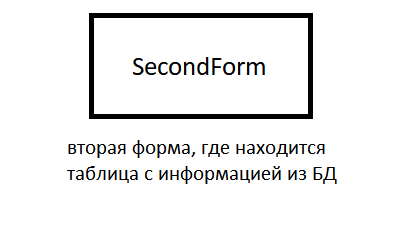 SecondForm
вторая форма, где находится
таблица с информацией из БД